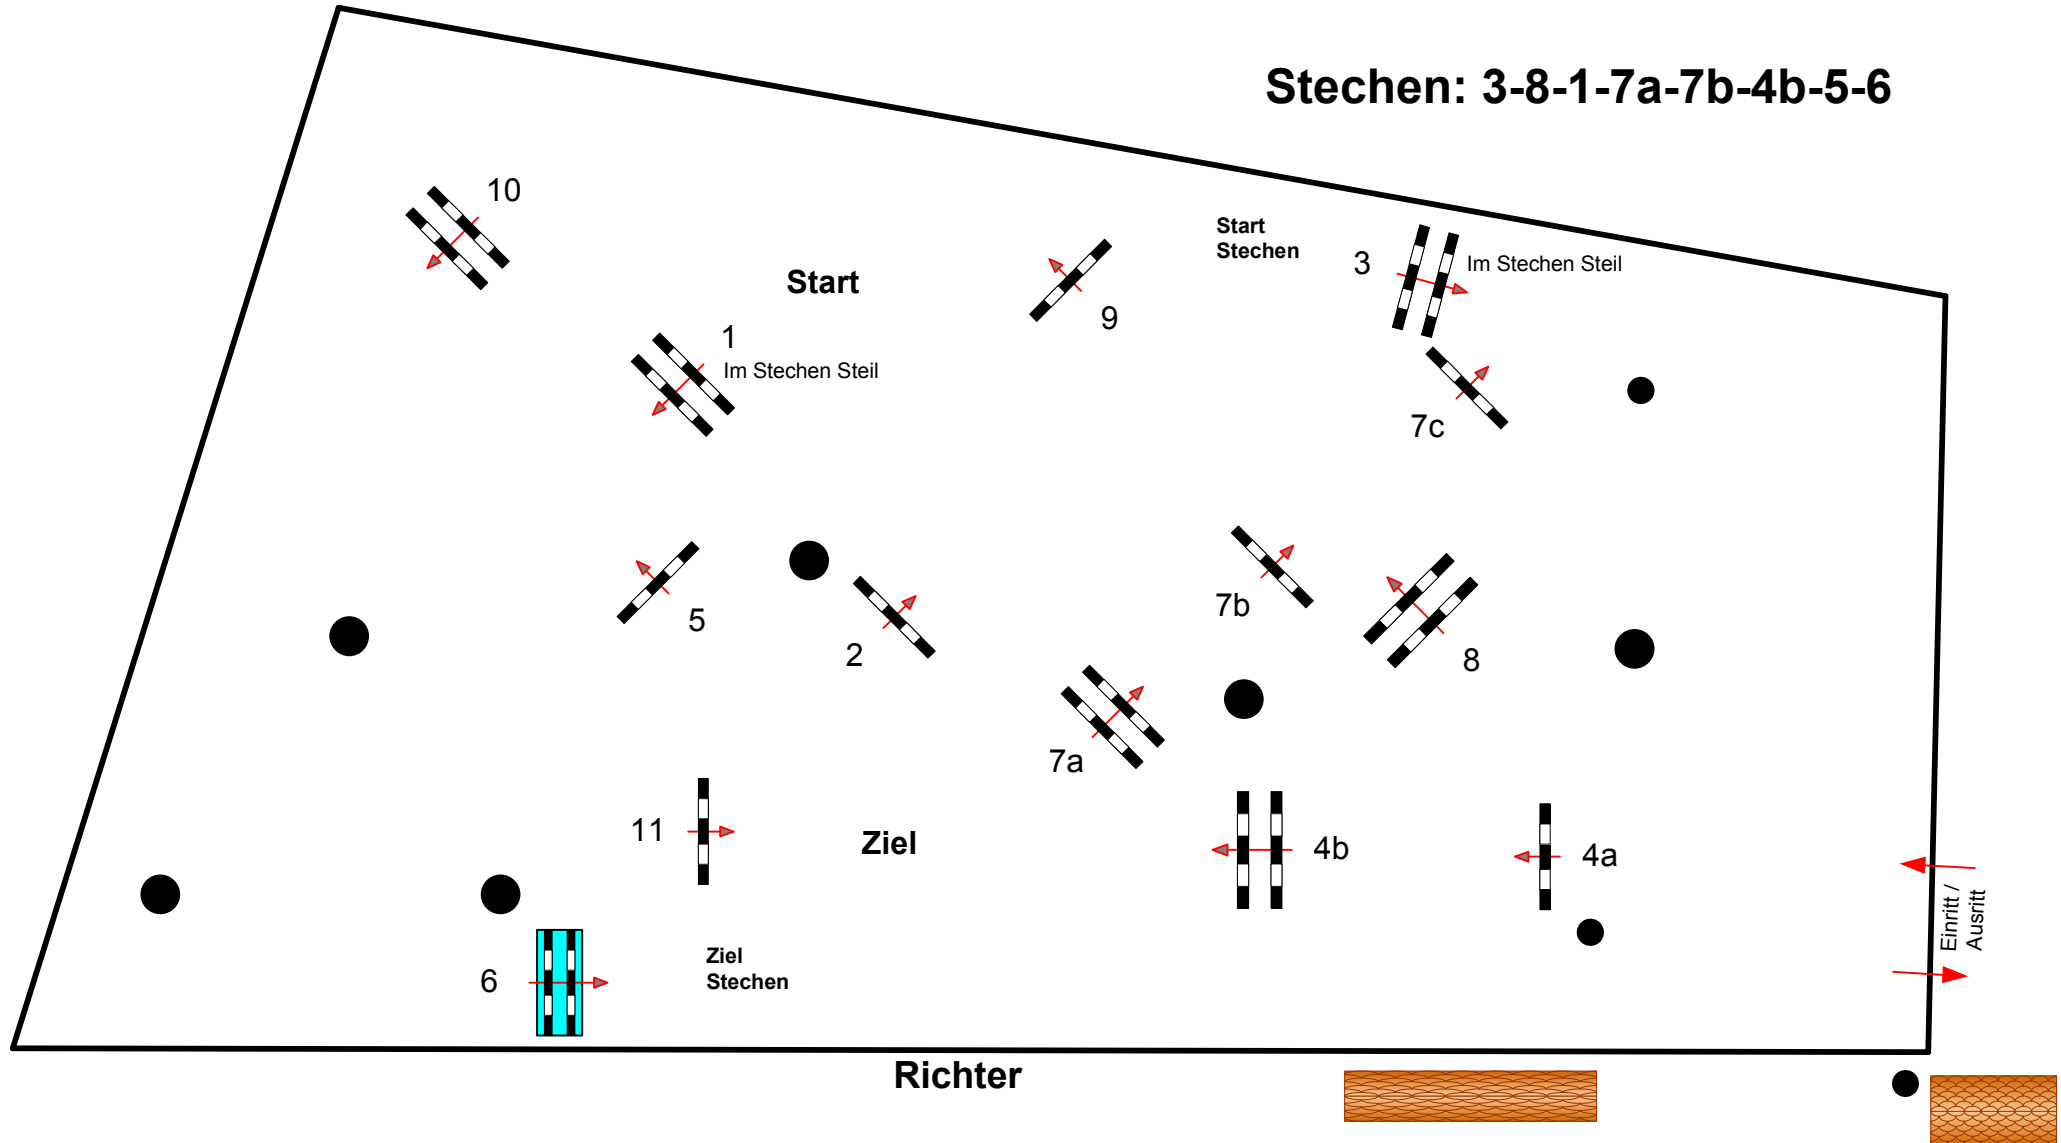 Stechen: 3-8-1-7a-7b-4b-5-6
10
Start
Stechen
3
Im Stechen Steil
Start
9
1
Im Stechen Steil
7c
5
2
7b
8
7a
11
Ziel
4b
4a
Einritt /
Ausritt
6
Ziel
Stechen
Richter